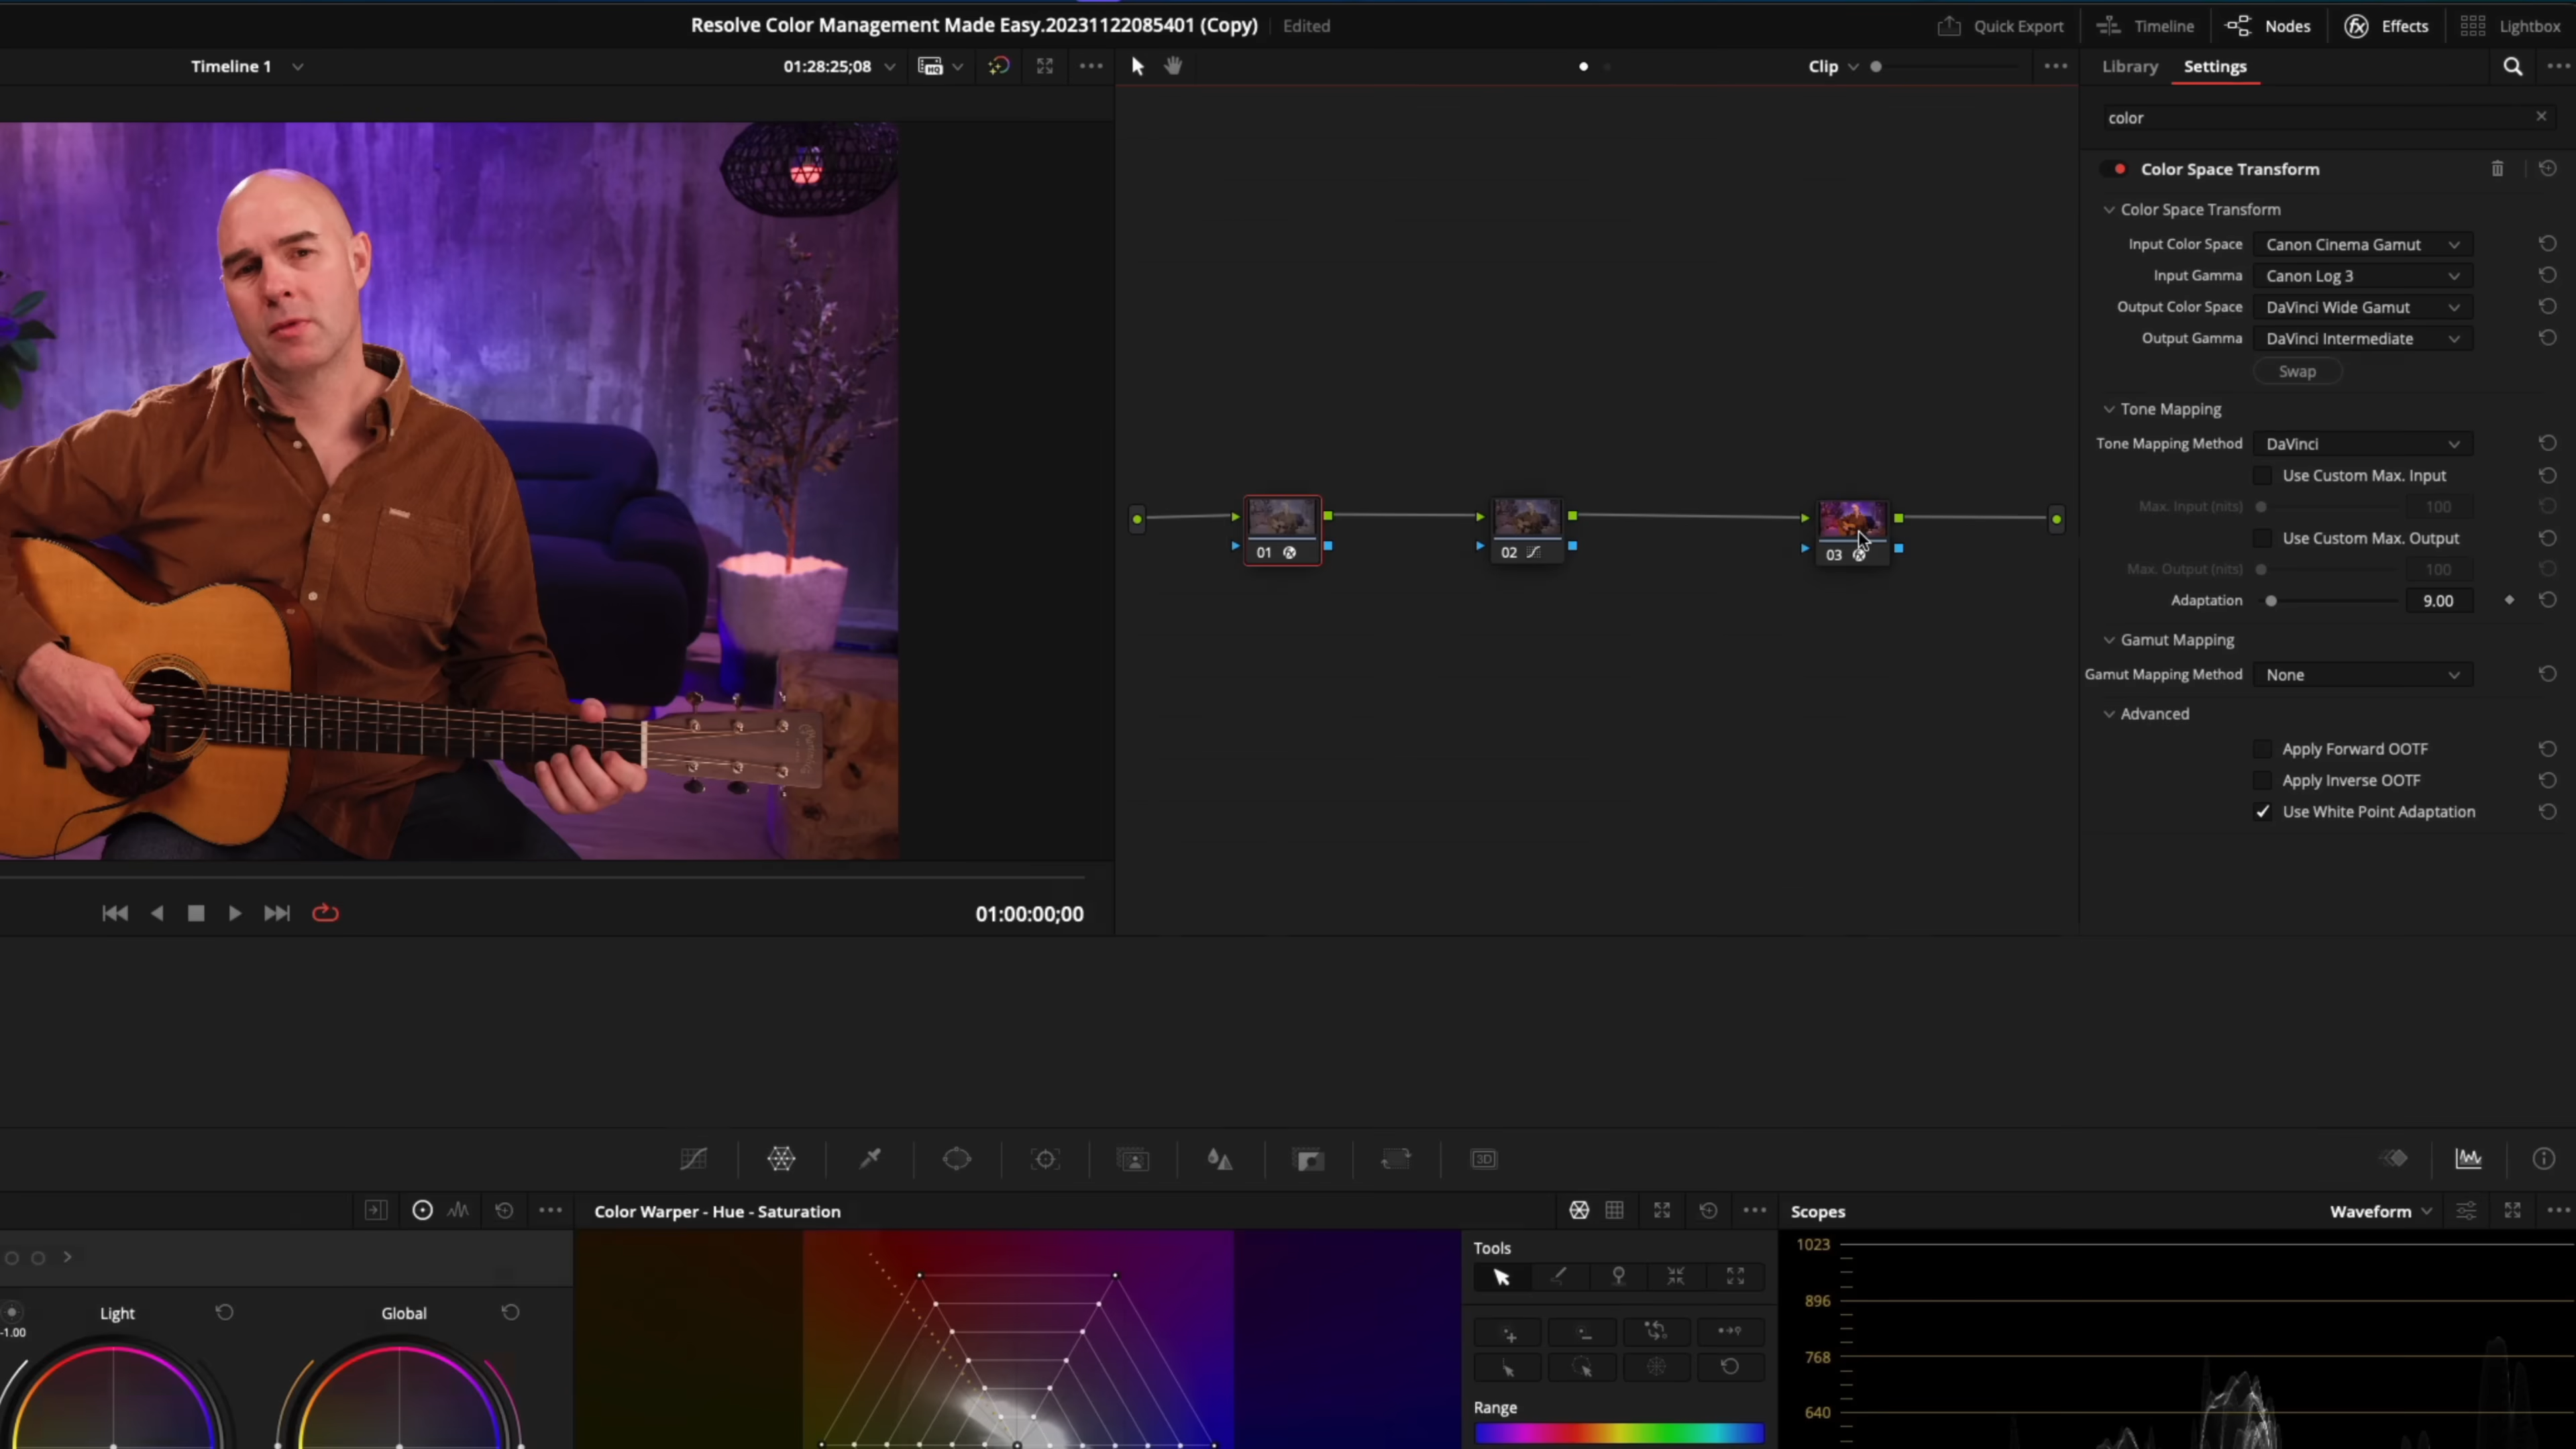 Resolve Color Management Made Easy.20231122085401 (Copy) Edited
Quick Export Timeline Nodes Effects Lightbox
Timeline 1 01:28:25;08 HQ Clip Library Settings
color
Color Space Transform
Color Space Transform
Input Color Space Canon Cinema Gamut
Input Gamma Canon Log 3
Output Color Space DaVinci Wide Gamut
Output Gamma DaVinci Intermediate
Swap
Tone Mapping
Tone Mapping Method DaVinci
Use Custom Max. Input
Max. Input (nits) 100
Use Custom Max. Output
Max. Output (nits) 100
Adaptation 9.00
Gamut Mapping
Gamut Mapping Method None
Advanced
Apply Forward OOTF
Apply Inverse OOTF
Use White Point Adaptation
01 02 03
01:00:00;00
3D
Color Warper - Hue - Saturation
Scopes Waveform
Tools
Range
Light Global
-1.00
1023
896
768
640